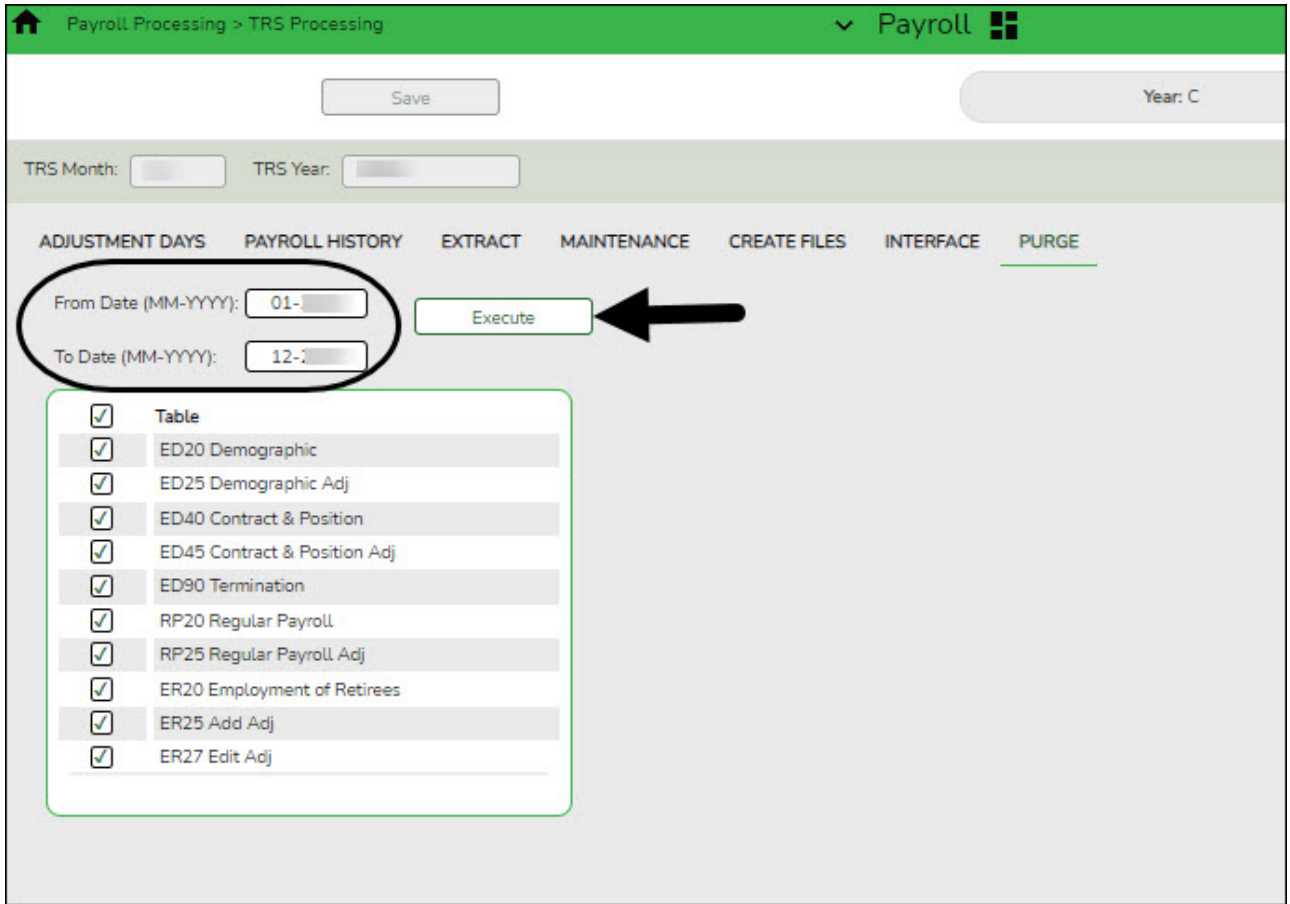 Payroll Processing > TRS Processing
Payroll
Save
Year: C
TRS Month:
TRS Year:
ADJUSTMENT DAYS PAYROLL HISTORY EXTRACT MAINTENANCE CREATE FILES INTERFACE PURGE
From Date (MM-YYYY): 01-
Execute
To Date (MM-YYYY): 12-
Table
ED20 Demographic
ED25 Demographic Adj
ED40 Contract & Position
ED45 Contract & Position Adj
ED90 Termination
RP20 Regular Payroll
RP25 Regular Payroll Adj
ER20 Employment of Retirees
ER25 Add Adj
ER27 Edit Adj